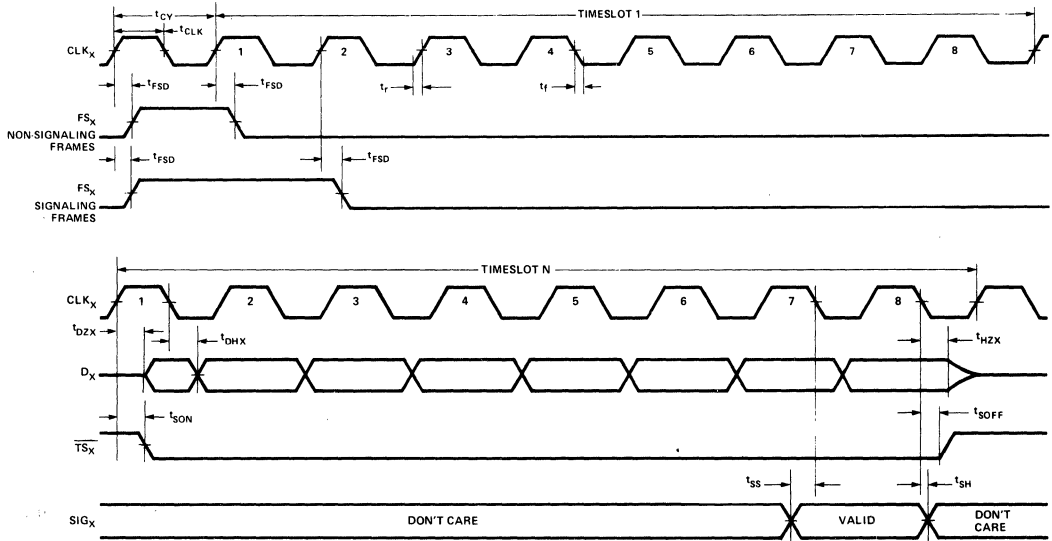 tCY
TIMESLOT 1
tCLK
CLKX
1 2 3 4 5 6 7 8
tFSD tFSD tr tf
FSX
NON-SIGNALING
FRAMES
tFSD tFSD
FSX
SIGNALING
FRAMES
TIMESLOT N
CLKX
1 2 3 4 5 6 7 8
tDZX tDHX tHZX
DX
tSON tSOFF
TSX
tSS tSH
SIGX DON'T CARE VALID DON'T
CARE